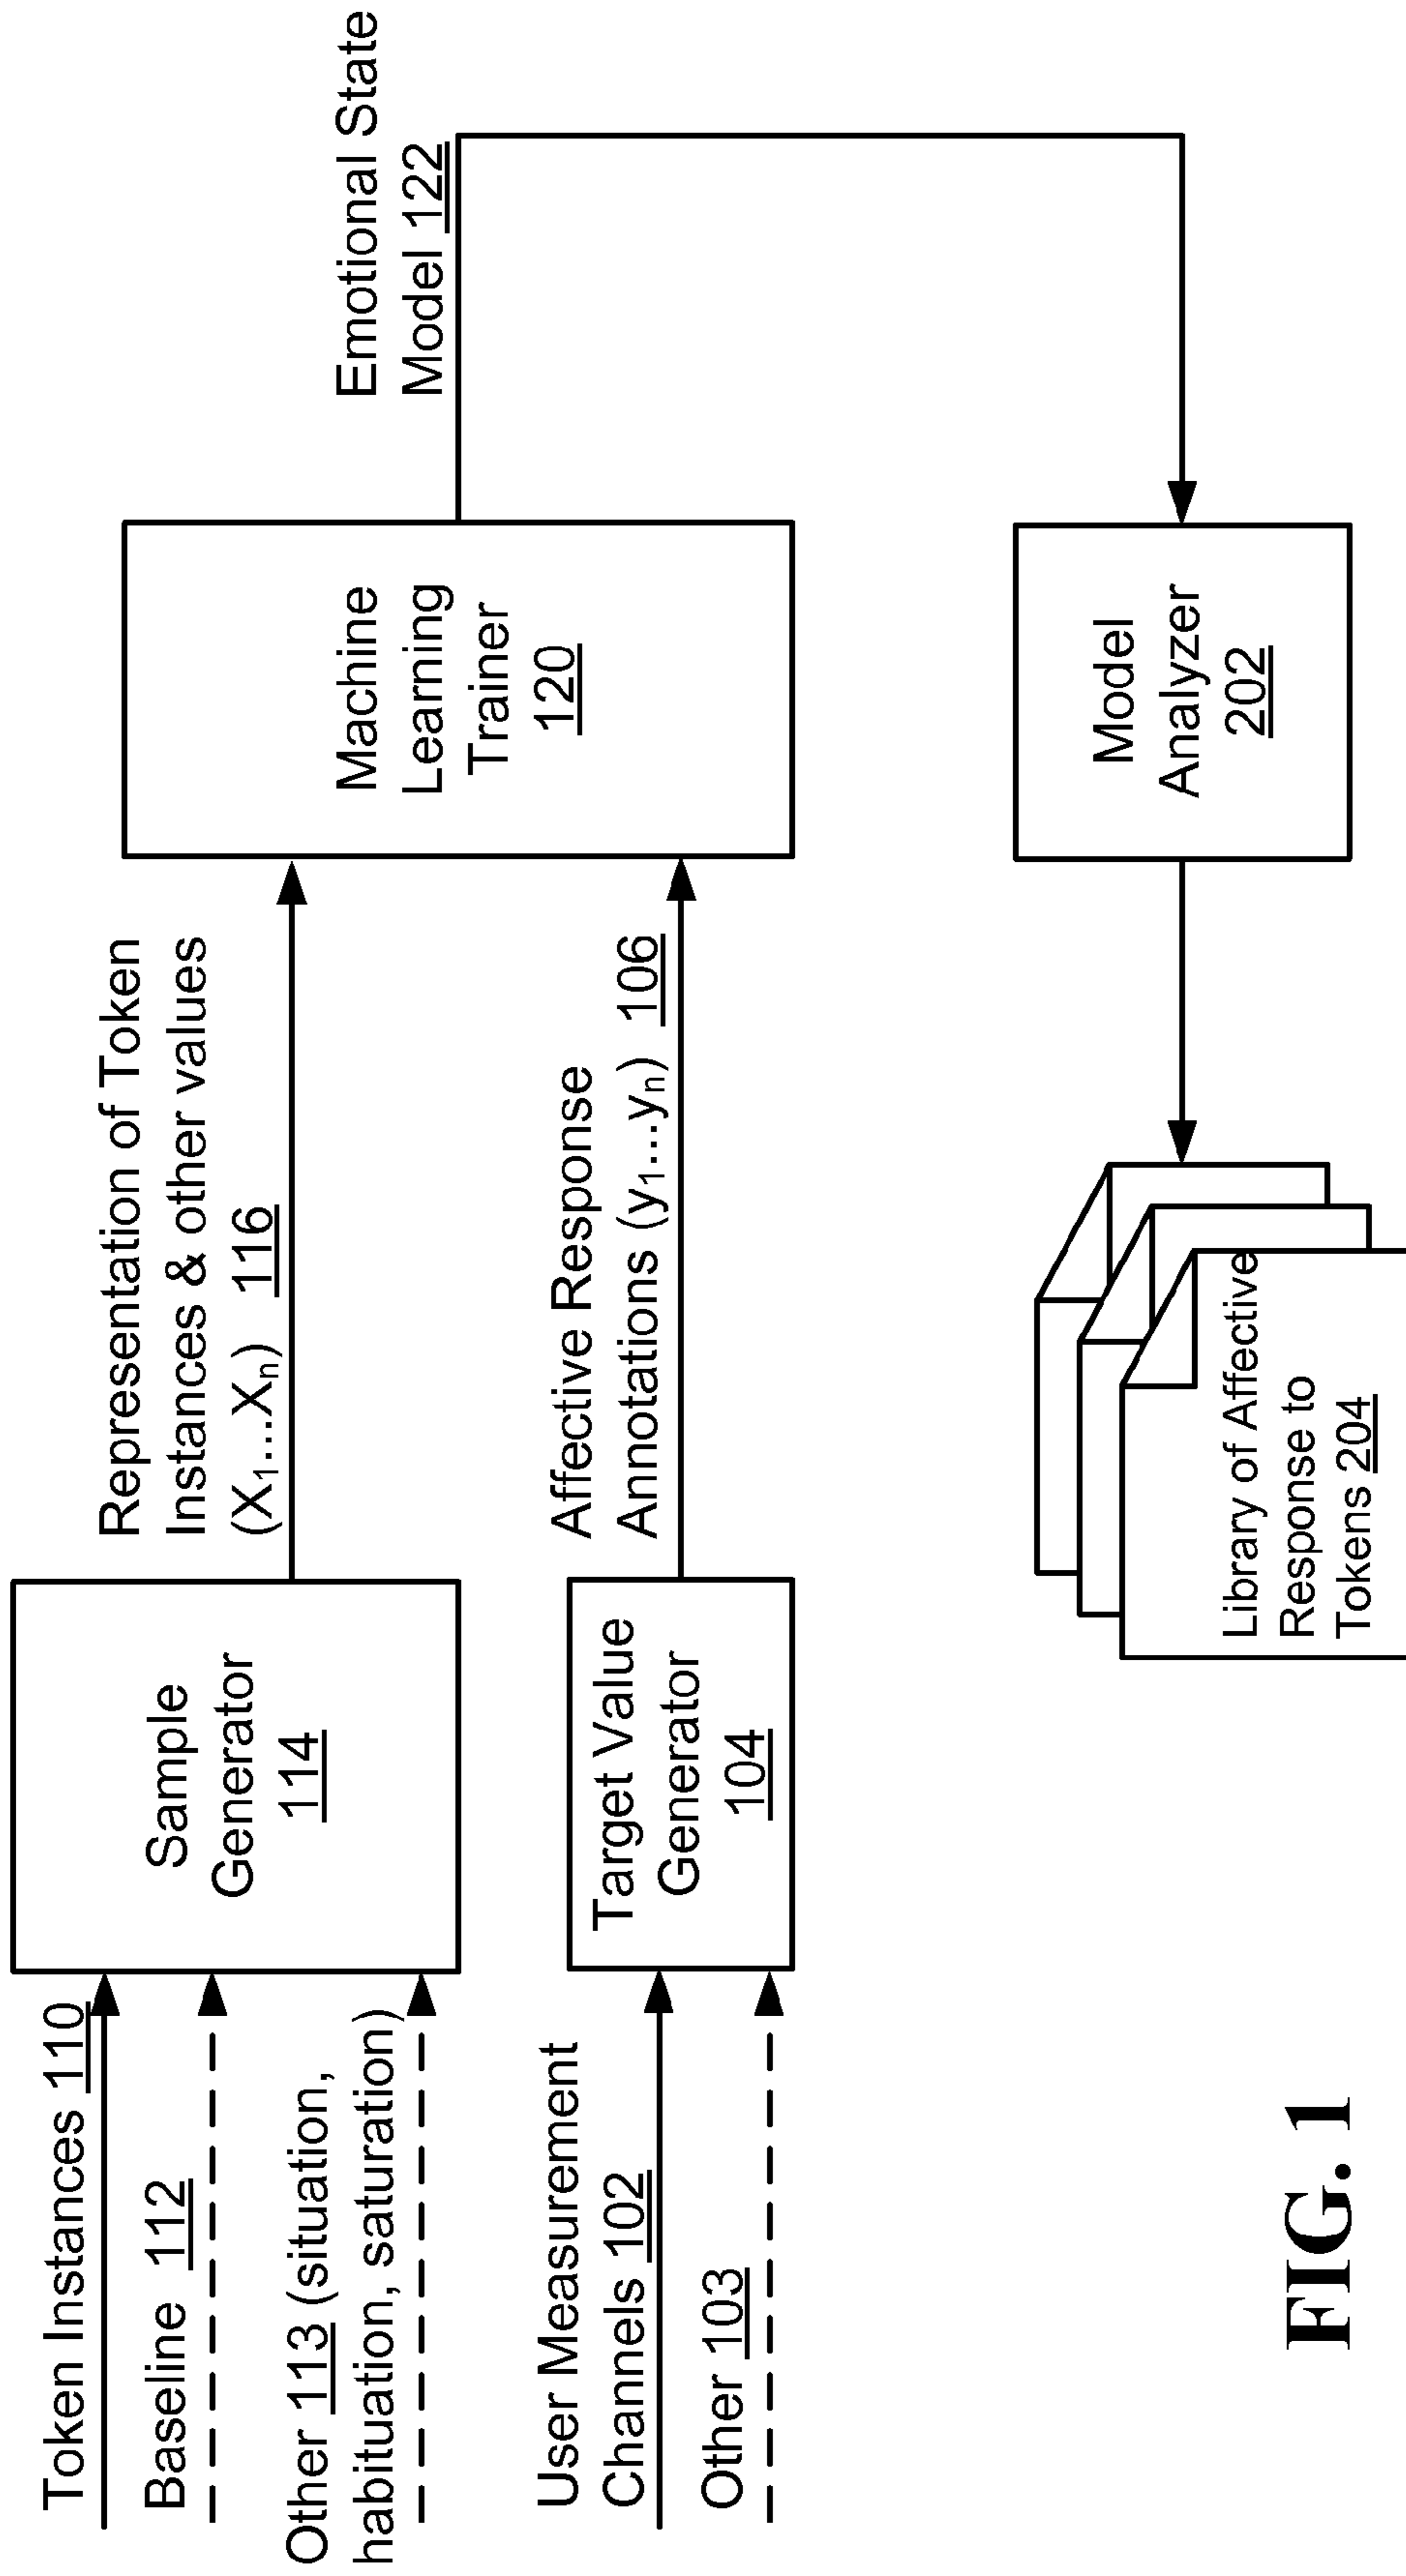 Token Instances 110
Baseline 112
Other 113 (situation,
habituation, saturation)
Sample
Generator
114
Representation of Token
Instances & other values
(X₁...Xₙ) 116
User Measurement
Channels 102
Other 103
Target Value
Generator
104
Affective Response
Annotations (y₁...yₙ) 106
Machine
Learning
Trainer
120
Emotional State
Model 122
Model
Analyzer
202
Library of Affective
Response to
Tokens 204
FIG. 1